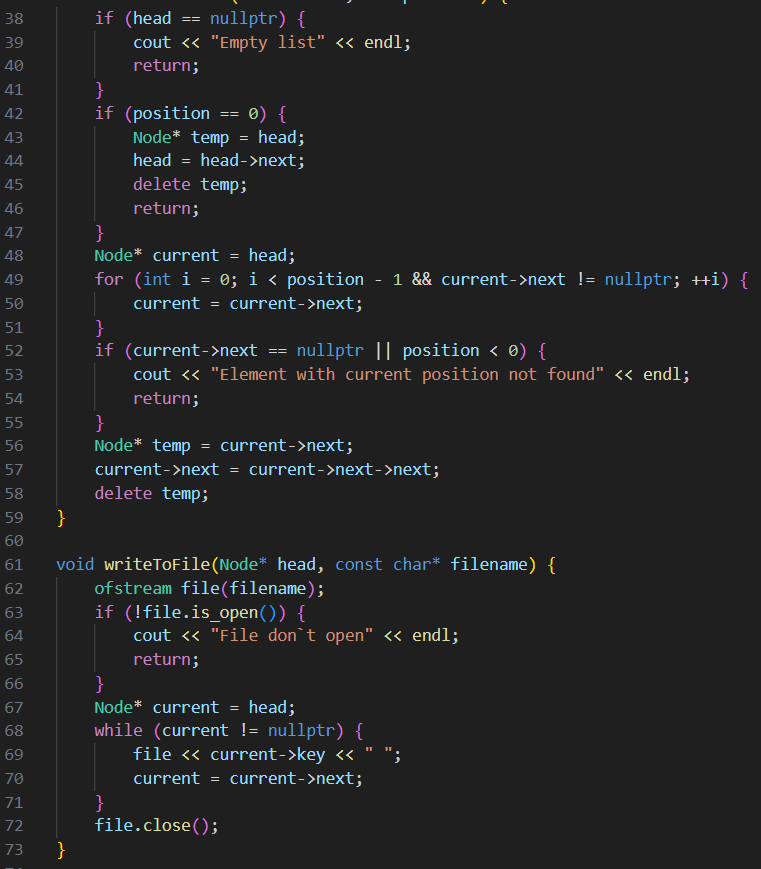 38 if (head == nullptr) {
39 cout << "Empty list" << endl;
40 return;
41 }
42 if (position == 0) {
43 Node* temp = head;
44 head = head->next;
45 delete temp;
46 return;
47 }
48 Node* current = head;
49 for (int i = 0; i < position - 1 && current->next != nullptr; ++i) {
50 current = current->next;
51 }
52 if (current->next == nullptr || position < 0) {
53 cout << "Element with current position not found" << endl;
54 return;
55 }
56 Node* temp = current->next;
57 current->next = current->next->next;
58 delete temp;
59 }
60
61 void writeToFile(Node* head, const char* filename) {
62 ofstream file(filename);
63 if (!file.is_open()) {
64 cout << "File don`t open" << endl;
65 return;
66 }
67 Node* current = head;
68 while (current != nullptr) {
69 file << current->key << " ";
70 current = current->next;
71 }
72 file.close();
73 }